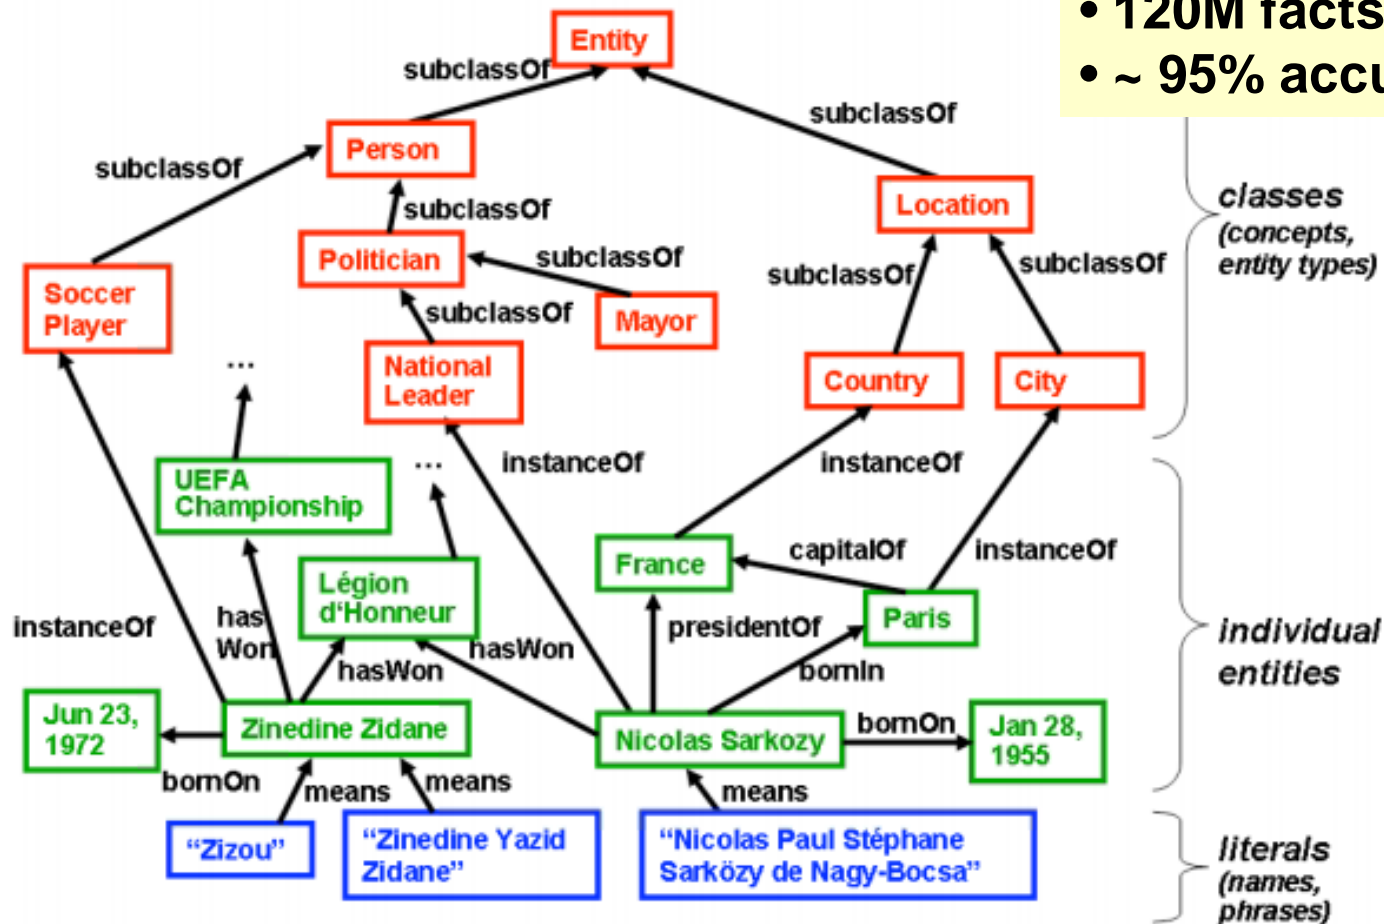 • 120M facts
• ~ 95% accu
Entity
subclassOf
subclassOf
Person
subclassOf
subclassOf
Location
classes
(concepts,
entity types)
Politician
subclassOf
subclassOf
subclassOf
Soccer
Player
subclassOf
Mayor
...
National
Leader
Country
City
...
instanceOf
instanceOf
UEFA
Championship
capitalOf
instanceOf
France
Légion
d'Honneur
instanceOf
has
Won
hasWon
hasWon
presidentOf
Paris
bornIn
individual
entities
Jun 23,
1972
Zinedine Zidane
Nicolas Sarkozy
bornOn
Jan 28,
1955
bornOn
means
means
means
“Zizou”
“Zinedine Yazid
Zidane”
“Nicolas Paul Stéphane
Sarközy de Nagy-Bocsa”
literals
(names,
phrases)